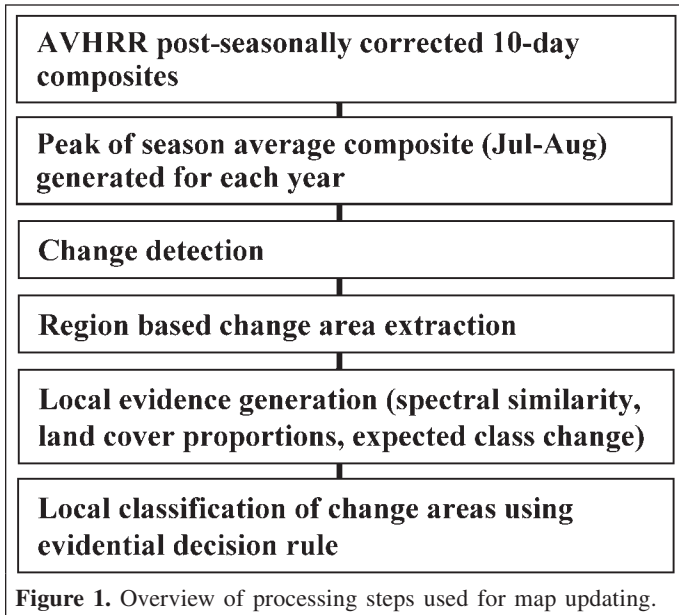 AVHRR post-seasonally corrected 10-day
composites
Peak of season average composite (Jul-Aug)
generated for each year
Change detection
Region based change area extraction
Local evidence generation (spectral similarity,
land cover proportions, expected class change)
Local classification of change areas using
evidential decision rule
Figure 1. Overview of processing steps used for map updating.